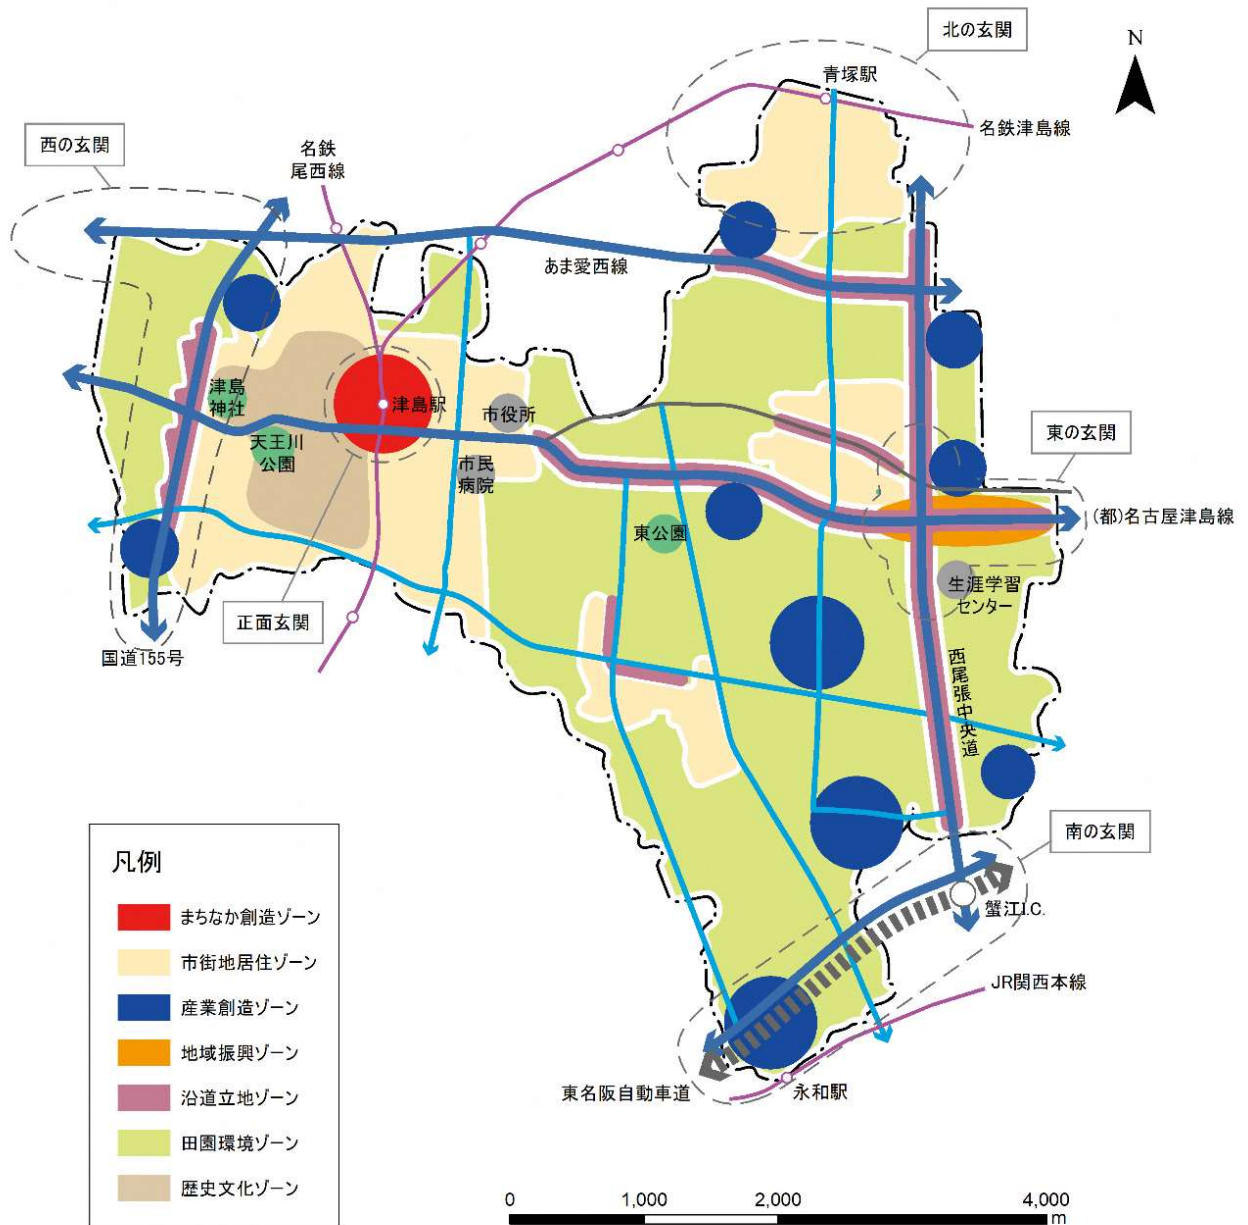 北の玄関
N
青塚駅
名鉄津島線
西の玄関
名鉄
尾西線
あま愛西線
津島
神社
津島駅
市役所
天王川
公園
市民
病院
東の玄関
(都)名古屋津島線
東公園
生涯学習
センター
正面玄関
国道155号
西尾張中央道
南の玄関
蟹江I.C.
JR関西本線
東名阪自動車道
永和駅
凡例
まちなか創造ゾーン
市街地居住ゾーン
産業創造ゾーン
地域振興ゾーン
沿道立地ゾーン
田園環境ゾーン
歴史文化ゾーン
0 1,000 2,000 4,000
m